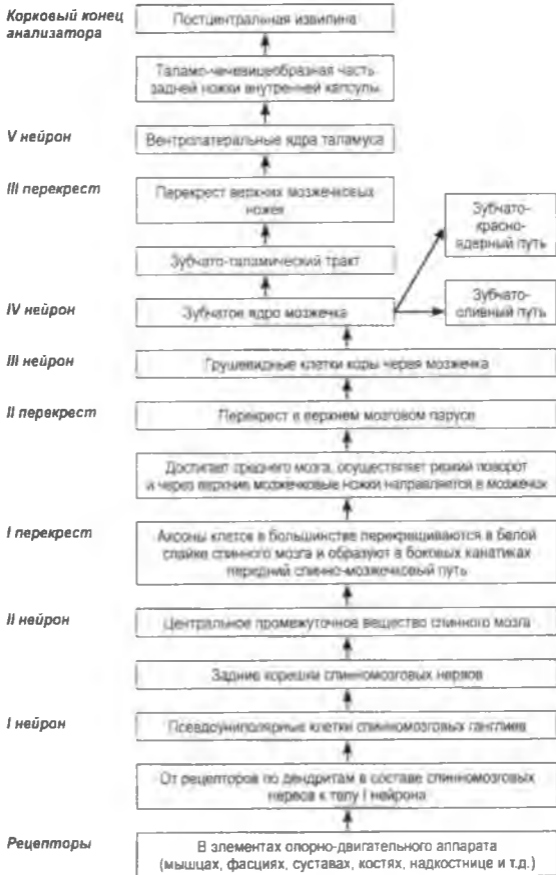 Корковый конец
анализатора
Постцентральная извилина
Таламо-чечевицеобразная часть
задней ножки внутренней капсулы
V нейрон
Вентролатеральные ядра таламуса
III перекрест
Перекрест верхних мозжечковых
ножек
Зубчато-
красно-
ядерный путь
Зубчато-таламический тракт
IV нейрон
Зубчатое ядро мозжечка
Зубчато-
оливный путь
III нейрон
Грушевидные клетки коры червя мозжечка
II перекрест
Перекрест в верхнем мозговом парусе
Достигает среднего мозга, осуществляет резкий поворот
и через верхние мозжечковые ножки направляется в мозжечок
I перекрест
Аксоны клеток в большинстве перекрещиваются в белой
спайке спинного мозга и образуют в боковых канатиках
передний спинно-мозжечковый путь
II нейрон
Центральное промежуточное вещество спинного мозга
Задние корешки спинномозговых нервов
I нейрон
Псевдоуниполярные клетки спинномозговых ганглиев
От рецепторов по дендритам в составе спинномозговых
нервов к телу I нейрона
Рецепторы
В элементах опорно-двигательного аппарата
(мышцах, фасциях, суставах, костях, надкостнице и т.д.)